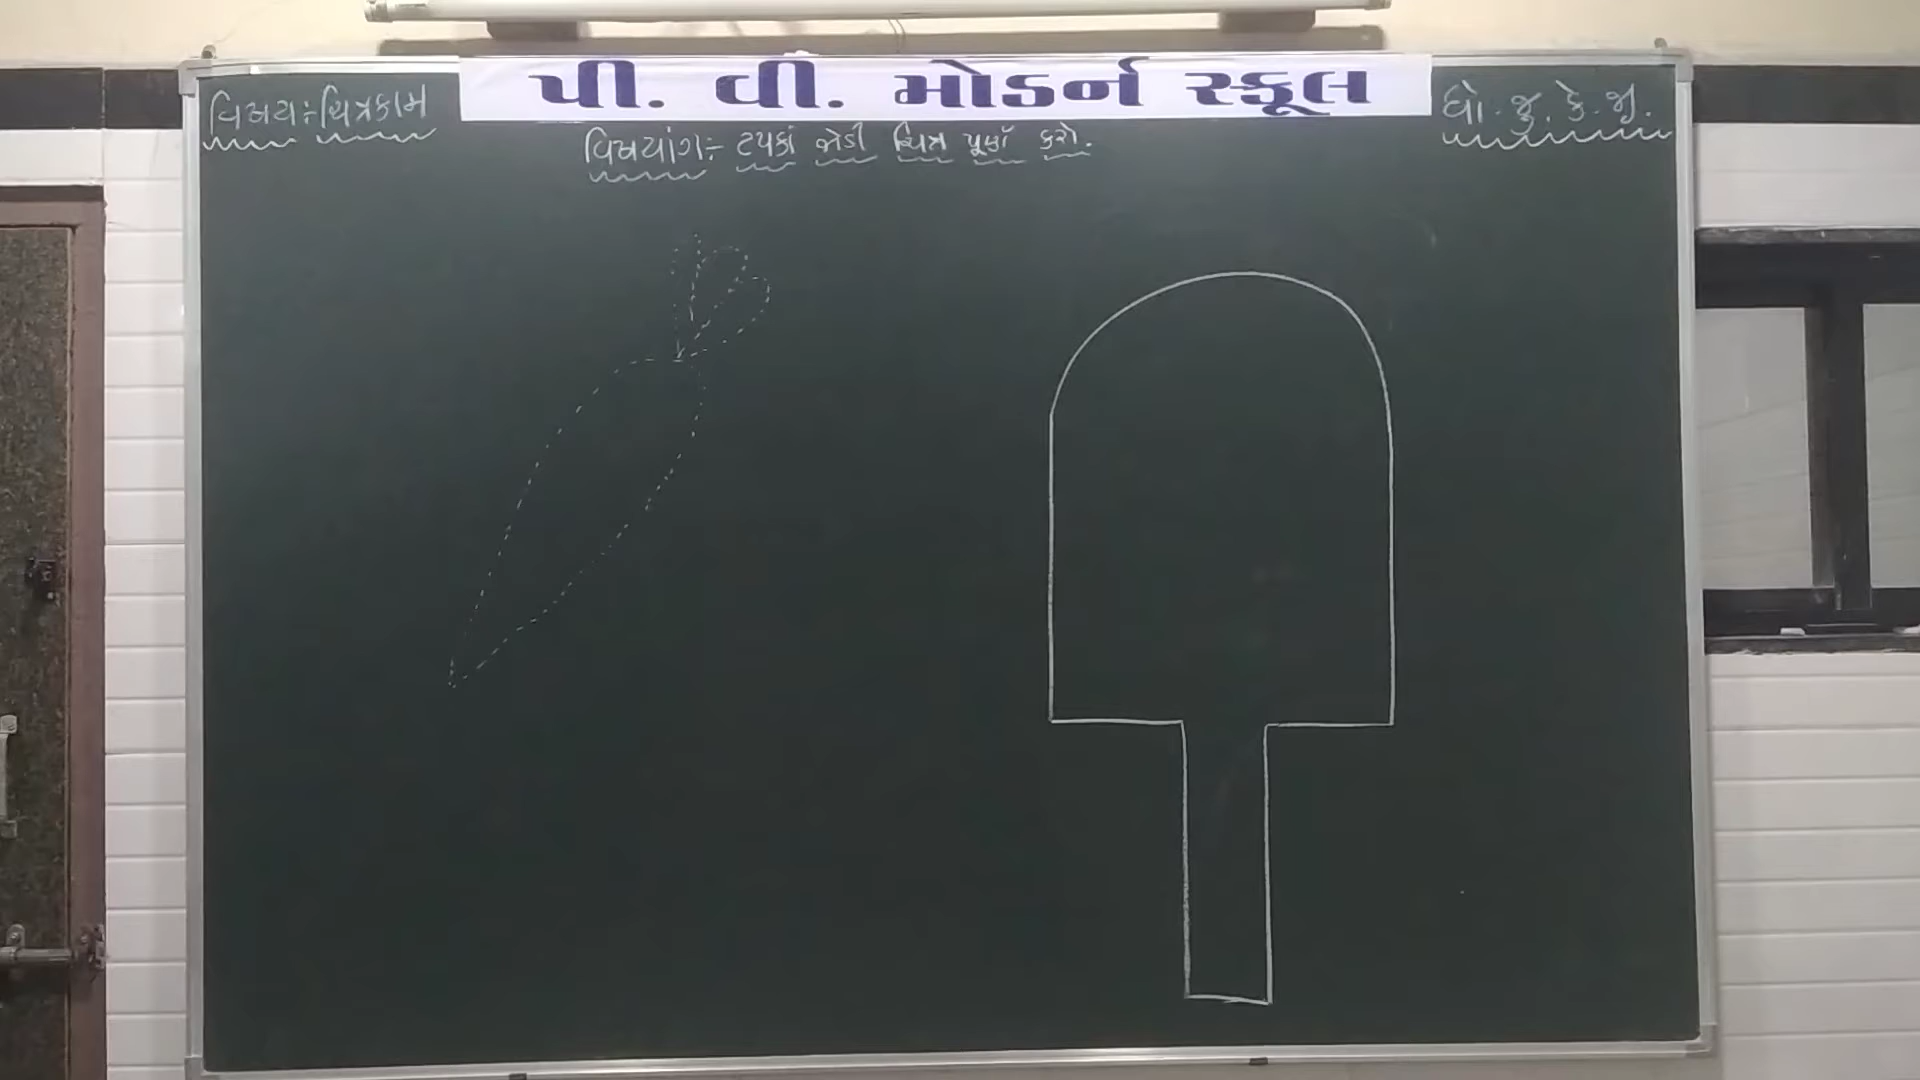 પી. વી. મોડર્ન સ્કૂલ
વિષય:- ચિત્રકામ
ધો. જુ. કે. જી.
વિષયાંગ:- ટપકાં જોડી ચિત્ર પૂર્ણ કરો.